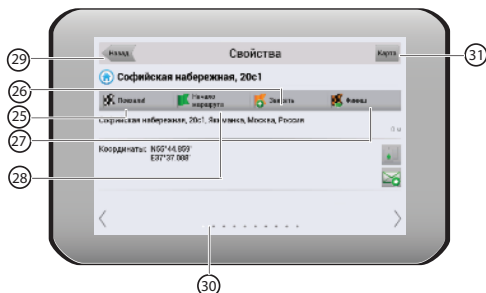 Назад
Свойства
Карта
Софийская набережная, 20с1
Поехали!
Начало маршрута
Заехать
Финиш
Софийская набережная, 20с1, Якиманка, Москва, Россия
0 м
Координаты: N55°44.859'
E37°37.008'
29
31
26
25
27
28
30